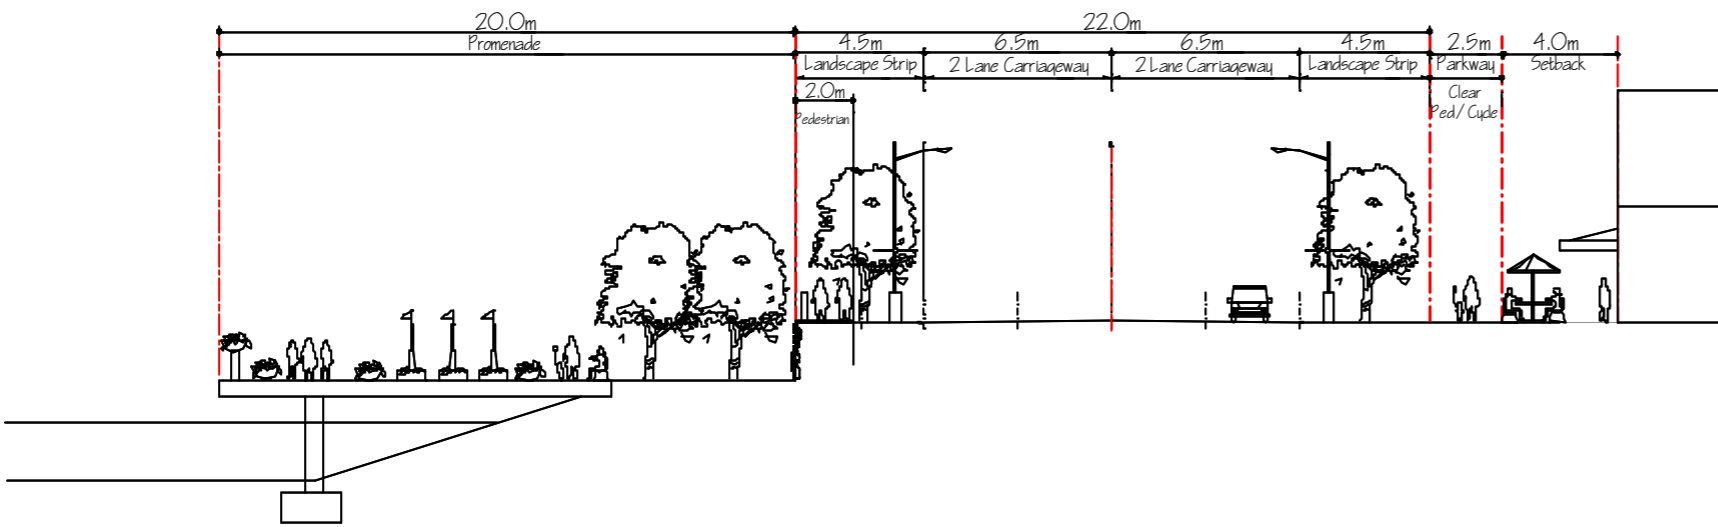 20.0m
22.0m
Promenade
4.5m
6.5m
6.5m
4.5m
2.5m
4.0m
Landscape Strip
2 Lane Carriageway
2 Lane Carriageway
Landscape Strip
Parkway
Setback
2.0m
Clear
Ped/ Cycle
Pedestrian